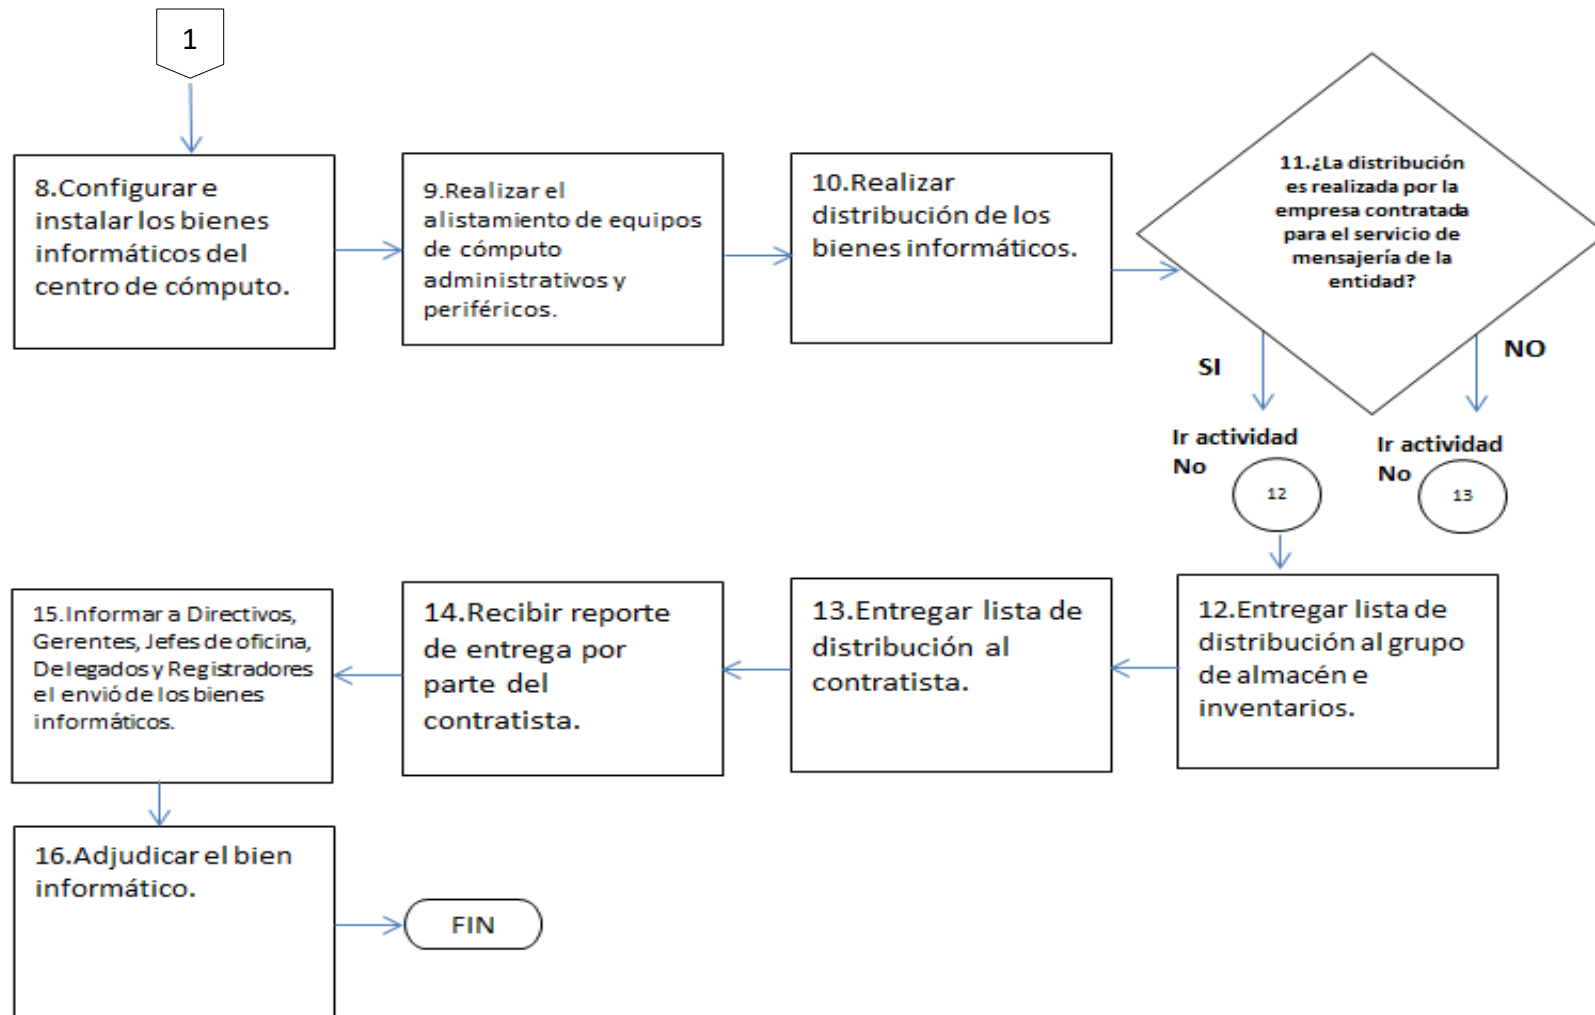 1
8.Configurar e
instalar los bienes
informáticos del
centro de cómputo.
9.Realizar el
alistamiento de equipos
de cómputo
administrativos y
periféricos.
10.Realizar
distribución de los
bienes informáticos.
11.¿La distribución
es realizada por la
empresa contratada
para el servicio de
mensajería de la
entidad?
SI
NO
Ir actividad
No
12
Ir actividad
No
13
12.Entregar lista de
distribución al grupo
de almacén e
inventarios.
13.Entregar lista de
distribución al
contratista.
14.Recibir reporte
de entrega por
parte del
contratista.
15.Informar a Directivos,
Gerentes, Jefes de oficina,
Delegados y Registradores
el envió de los bienes
informáticos.
16.Adjudicar el bien
informático.
FIN